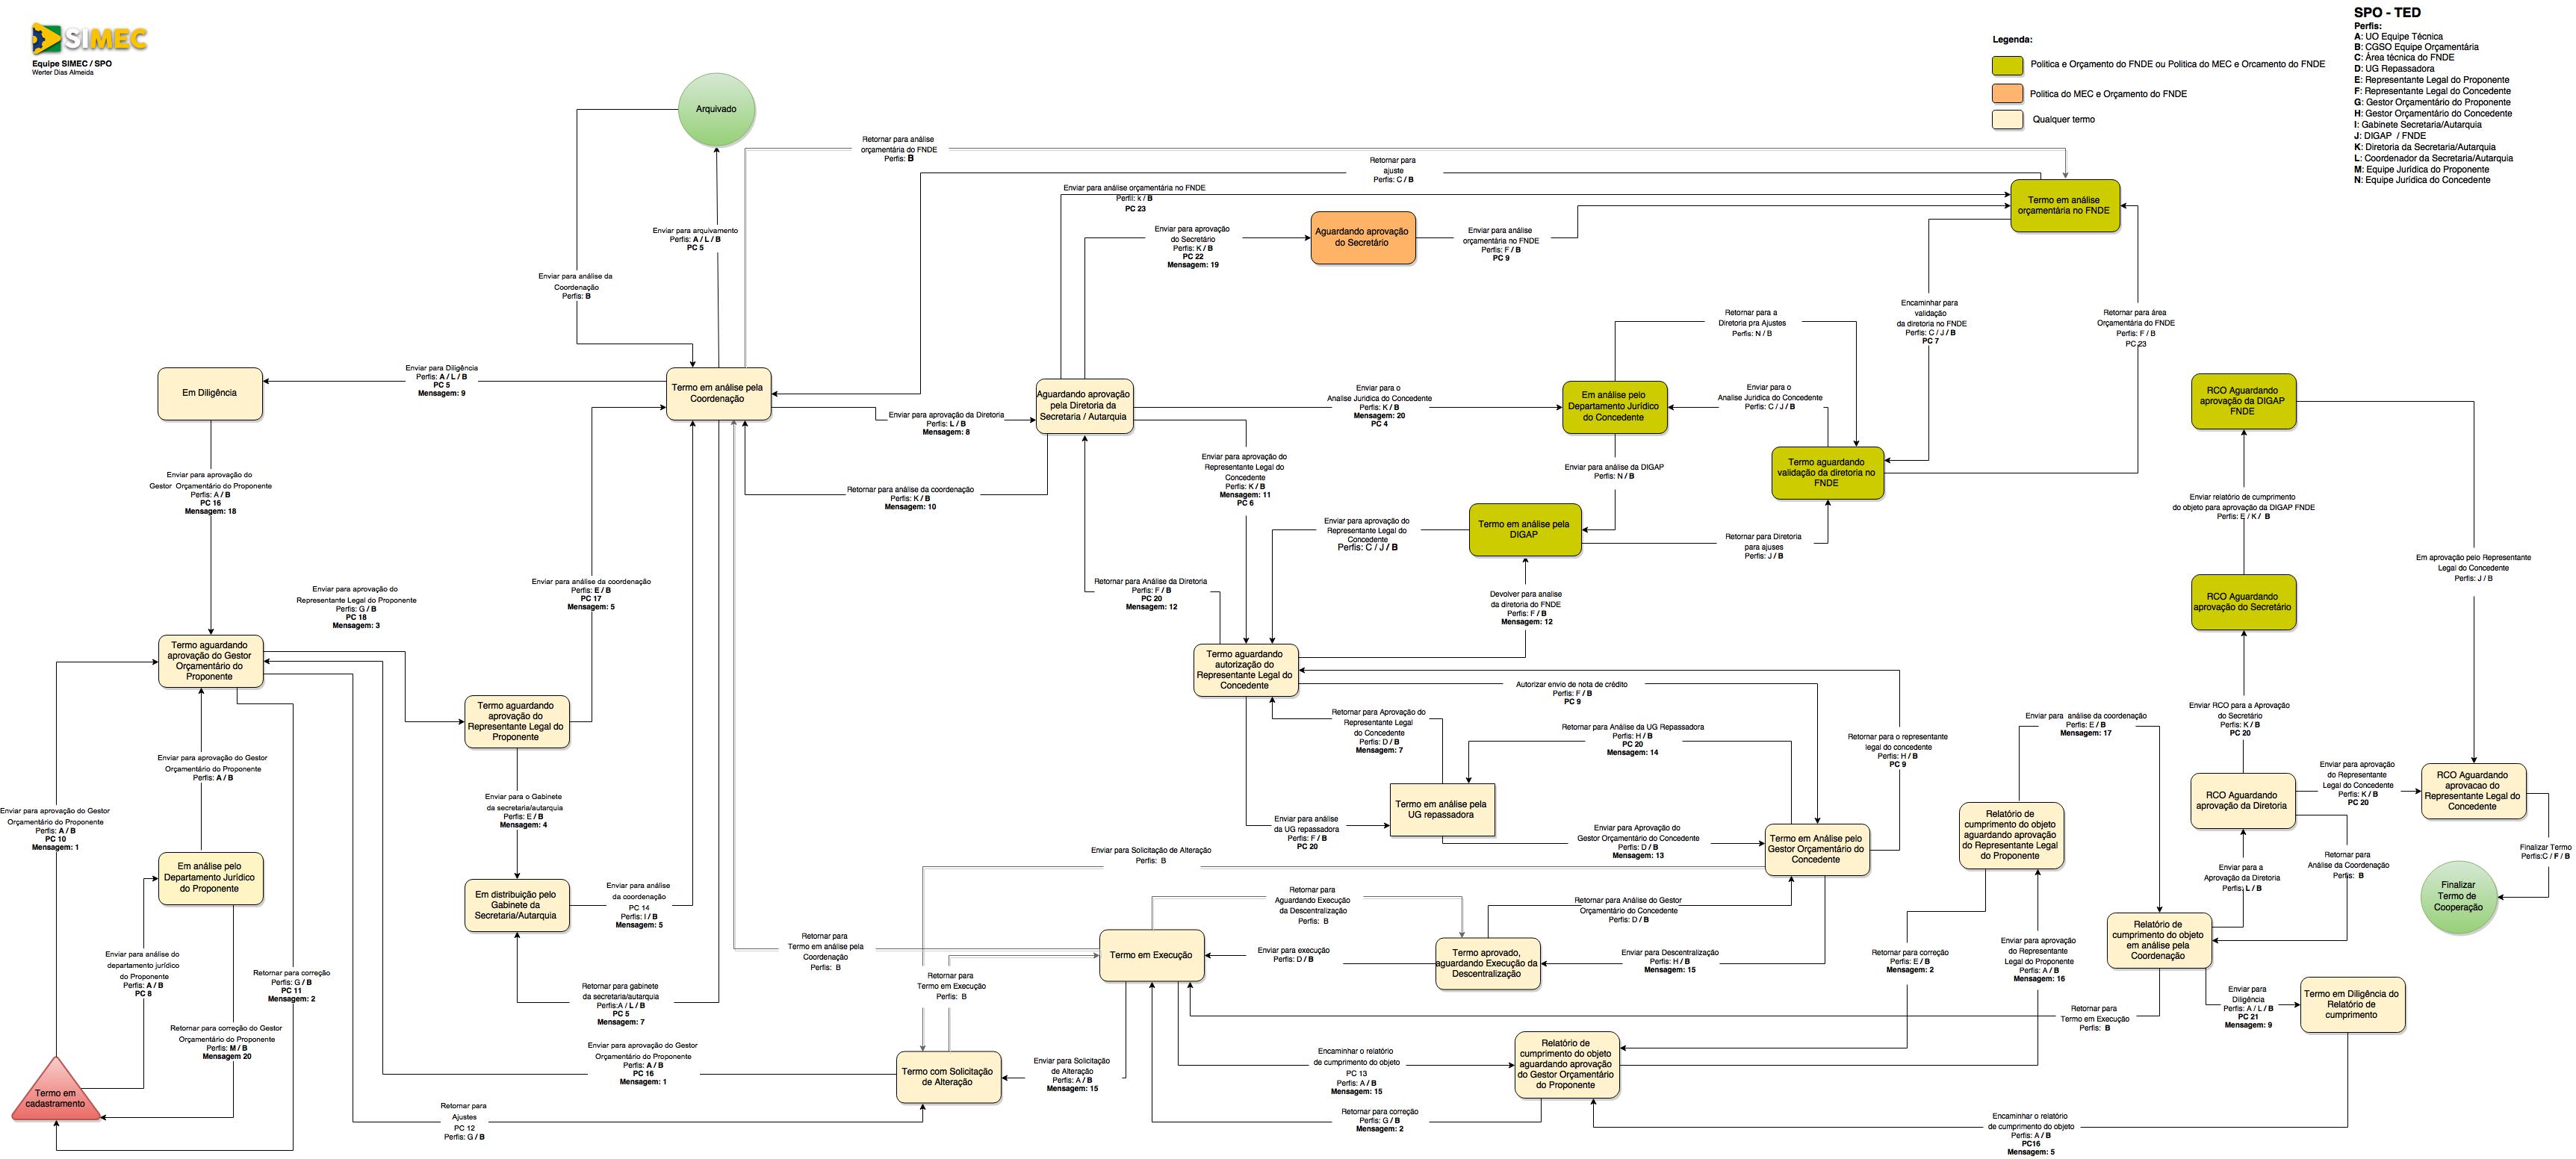 SIMEC
Equipe SIMEC / SPO
Werter Dias Almeida
SPO - TED
Perfis:
A: UO Equipe Técnica
B: CGSO Equipe Orçamentária
C: Área técnica do FNDE
D: UG Repassadora
E: Representante Legal do Proponente
F: Representante Legal do Concedente
G: Gestor Orçamentário do Proponente
H: Gestor Orçamentário do Concedente
I: Gabinete Secretaria/Autarquia
J: DIGAP / FNDE
K: Diretoria da Secretaria/Autarquia
L: Coordenador da Secretaria/Autarquia
M: Equipe Jurídica do Proponente
N: Equipe Jurídica do Concedente
Legenda:
Politica e Orçamento do FNDE ou Politica do MEC e Orcamento do FNDE
Politica do MEC e Orçamento do FNDE
Qualquer termo
Arquivado
Retornar para análise
orçamentária do FNDE
Perfis: B
Retornar para
ajuste
Perfis: C / B
Enviar para análise orçamentária no FNDE
Perfil: k / B
PC 23
Termo em análise
orçamentária no FNDE
Enviar para arquivamento
Perfis: A / L / B
PC 5
Enviar para aprovação
do Secretário
Perfis: K / B
PC 22
Mensagem: 19
Aguardando aprovação
do Secretário
Enviar para análise
orçamentária no FNDE
Perfis: F / B
PC 9
Enviar para análise da
Coordenação
Perfis: B
Encaminhar para
validação
da diretoria no FNDE
Perfis: C / J / B
PC 7
Retornar para área
Orçamentária do FNDE
Perfis: F / B
PC 23
Retornar para a
Diretoria pra Ajustes
Perfis: N / B
Em Diligência
Enviar para Diligência
Perfis: A / L / B
PC 5
Mensagem: 9
Termo em análise pela
Coordenação
Enviar para aprovação da Diretoria
Perfis: L / B
Mensagem: 8
Aguardando aprovação
pela Diretoria da
Secretaria / Autarquia
Enviar para o
Analise Juridica do Concedente
Perfis: K / B
Mensagem: 20
PC 4
Em análise pelo
Departamento Jurídico
do Concedente
Enviar para o
Analise Juridica do Concedente
Perfis: C / J / B
RCO Aguardando
aprovação da DIGAP
FNDE
Enviar para aprovação do
Gestor Orçamentário do Proponente
Perfis: A / B
PC 16
Mensagem: 18
Retornar para análise da coordenação
Perfis: K / B
Mensagem: 10
Enviar para aprovação do
Representante Legal do
Concedente
Perfis: K / B
Mensagem: 11
PC 6
Enviar para análise da DIGAP
Perfis: N / B
Termo aguardando
validação da diretoria no
FNDE
Enviar relatório de cumprimento
do objeto para aprovação da DIGAP FNDE
Perfis: E / K / B
Enviar para aprovação do
Representante Legal do
Concedente
Perfis: C / J / B
Termo em análise pela
DIGAP
Retornar para Diretoria
para ajuses
Perfis: J / B
Em aprovação pelo Representante
Legal do Concedente
Perfis: J / B
Enviar para aprovação do
Representante Legal do Proponente
Perfis: G / B
PC 18
Mensagem: 3
Enviar para análise da coordenação
Perfis: E / B
PC 17
Mensagem: 5
Retornar para Análise da Diretoria
Perfis: F / B
PC 20
Mensagem: 12
Devolver para analise
da diretoria do FNDE
Perfis: F / B
Mensagem: 12
RCO Aguardando
aprovação do Secretário
Termo aguardando
aprovação do Gestor
Orçamentário do
Proponente
Termo aguardando
autorização do
Representante Legal do
Concedente
Autorizar envio de nota de crédito
Perfis: F / B
PC 9
Termo aguardando
aprovação do
Representante Legal do
Proponente
Retornar para Aprovação do
Representante Legal
do Concedente
Perfis: D / B
Mensagem: 7
Retornar para Análise da UG Repassadora
Perfis: H / B
PC 20
Mensagem: 14
Retornar para o representante
legal do concedente
Perfis: H / B
PC 9
Enviar para  análise da coordenação
Perfis: E / B
Mensagem: 17
Enviar RCO para a Aprovação
do Secretário
Perfis: K / B
PC 20
Enviar para aprovação do Gestor
Orçamentário do Proponente
Perfis: A / B
Enviar para o Gabinete
da secretaria/autarquia
Perfis: E / B
Mensagem: 4
Termo em análise pela
UG repassadora
Enviar para análise
da UG repassadora
Perfis: F / B
PC 20
Enviar para Aprovação do
Gestor Orçamentário do Concedente
Perfis: D / B
Mensagem: 13
Termo em Análise pelo
Gestor Orçamentário do
Concedente
Relatório de
cumprimento do objeto
aguardando aprovação
do Representante Legal
do Proponente
RCO Aguardando
aprovação da Diretoria
Enviar para aprovação
do Representante
Legal do Concedente
Perfis: K / B
PC 20
RCO Aguardando
aprovacao do
Representante Legal do
Concedente
Enviar para aprovação do Gestor
Orçamentário do Proponente
Perfis: A / B
PC 10
Mensagem: 1
Em análise pelo
Departamento Jurídico
do Proponente
Em distribuição pelo
Gabinete da
Secretaria/Autarquia
Enviar para análise
da coordenação
PC 14
Perfis: I / B
Mensagem: 5
Enviar para Solicitação de Alteração
Perfis:  B
Retornar para
Aguardando Execução
da Descentralização
Perfis:  B
Retornar para Análise do Gestor
Orçamentário do Concedente
Perfis: D / B
Enviar para a
Aprovação da Diretoria
Perfis: L / B
Retornar para
Análise da Coordenação
Perfis:  B
Finalizar Termo
Perfis:C / F / B
Finalizar
Termo de
Cooperação
Enviar para análise do
departamento jurídico
do Proponente
Perfis: A / B
PC 8
Retornar para correção
Perfis: G / B
PC 11
Mensagem: 2
Retornar para
Termo em análise pela
Coordenação
Perfis:  B
Termo em Execução
Enviar para execução
Perfis: D / B
Termo aprovado,
aguardando Execução da
Descentralização
Enviar para Descentralização
Perfis: H / B
Mensagem: 15
Retornar para correção
Perfis: E / B
Mensagem: 2
Enviar para aprovação
do Representante
Legal do Proponente
Perfis: A / B
Mensagem: 16
Relatório de
cumprimento do objeto
em análise pela
Coordenação
Retornar para gabinete
da secretaria/autarquia
Perfis:A / L / B
PC 5
Mensagem: 7
Retornar para
Termo em Execução
Perfis:  B
Retornar para
Termo em Execução
Perfis:  B
Enviar para
Diligência
Perfis: A / L / B
PC 21
Mensagem: 9
Termo em Diligência do
Relatório de
cumprimento
Retornar para correção do Gestor
Orçamentário do Proponente
Perfis: M / B
Mensagem 20
Enviar para aprovação do Gestor
Orçamentário do Proponente
Perfis: A / B
PC 16
Mensagem: 1
Termo com Solicitação
de Alteração
Enviar para Solicitação
de Alteração
Perfis: A / B
Mensagem: 15
Encaminhar o relatório
de cumprimento do objeto
PC 13
Perfis: A / B
Mensagem: 15
Relatório de
cumprimento do objeto
aguardando aprovação
do Gestor Orçamentário
do Proponente
Termo em
cadastramento
Retornar para
Ajustes
PC 12
Perfis: G / B
Retornar para correção
Perfis: G / B
Mensagem: 2
Encaminhar o relatório
de cumprimento do objeto
Perfis: A / B
PC16
Mensagem: 5